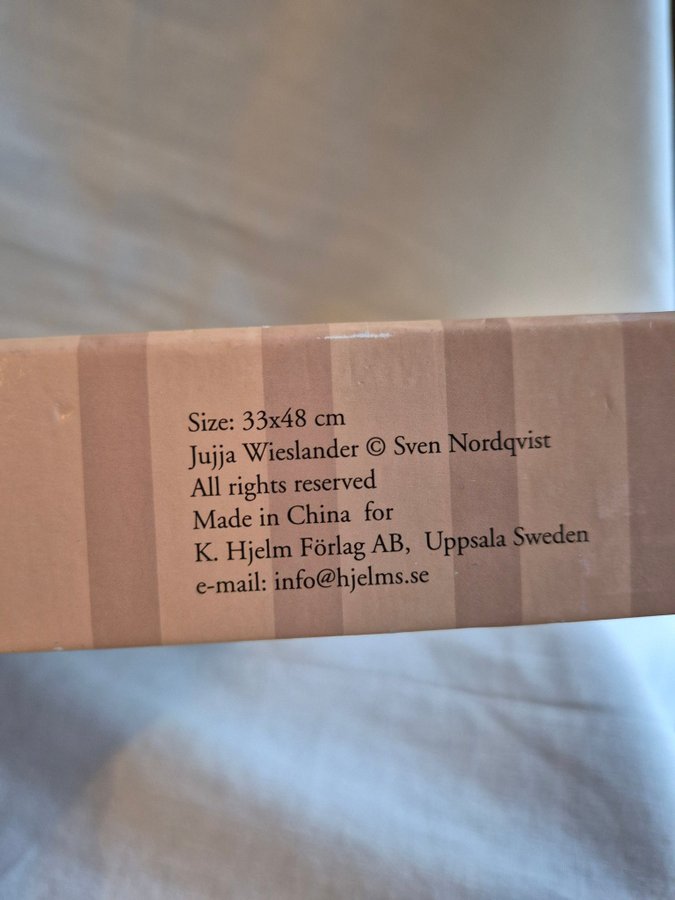 Size: 33x48 cm
Jujja Wieslander © Sven Nordqvist
All rights reserved
Made in China for
K. Hjelm Förlag AB, Uppsala Sweden
e-mail: info@hjelms.se